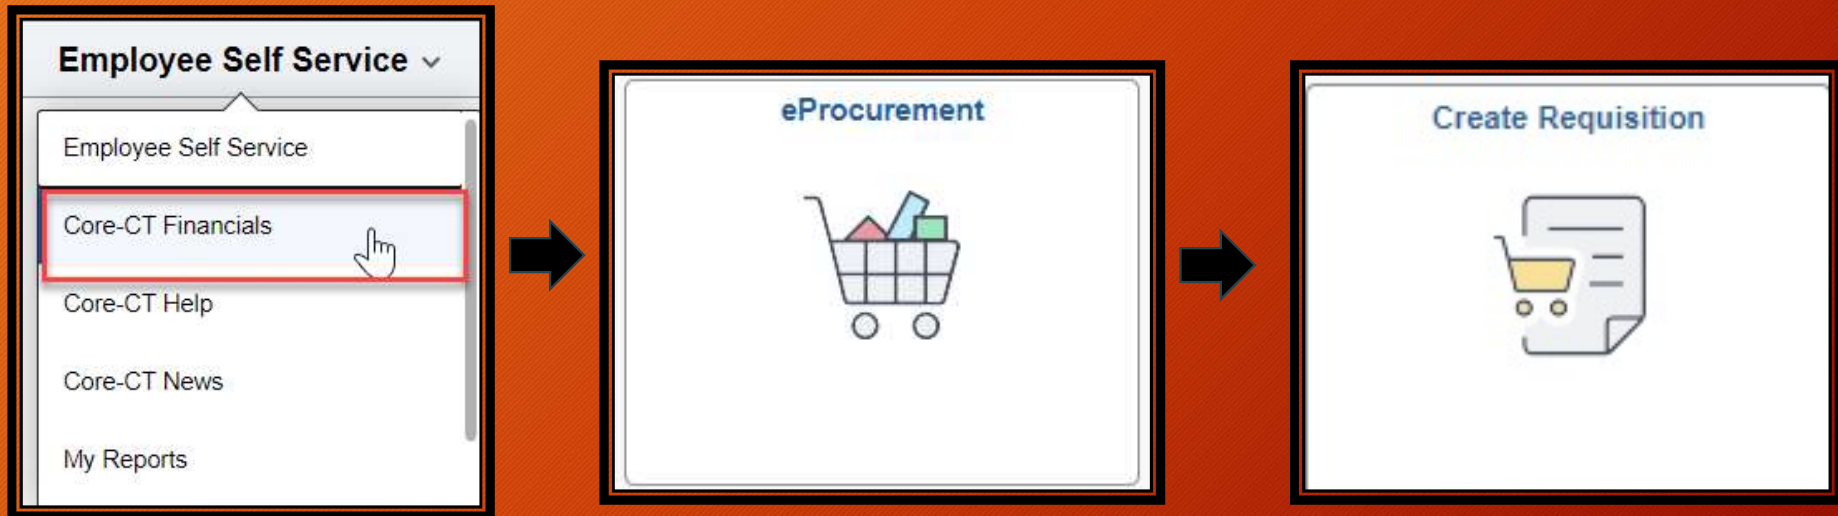 Employee Self Service
Employee Self Service
Core-CT Financials
Core-CT Help
Core-CT News
My Reports
eProcurement
Create Requisition